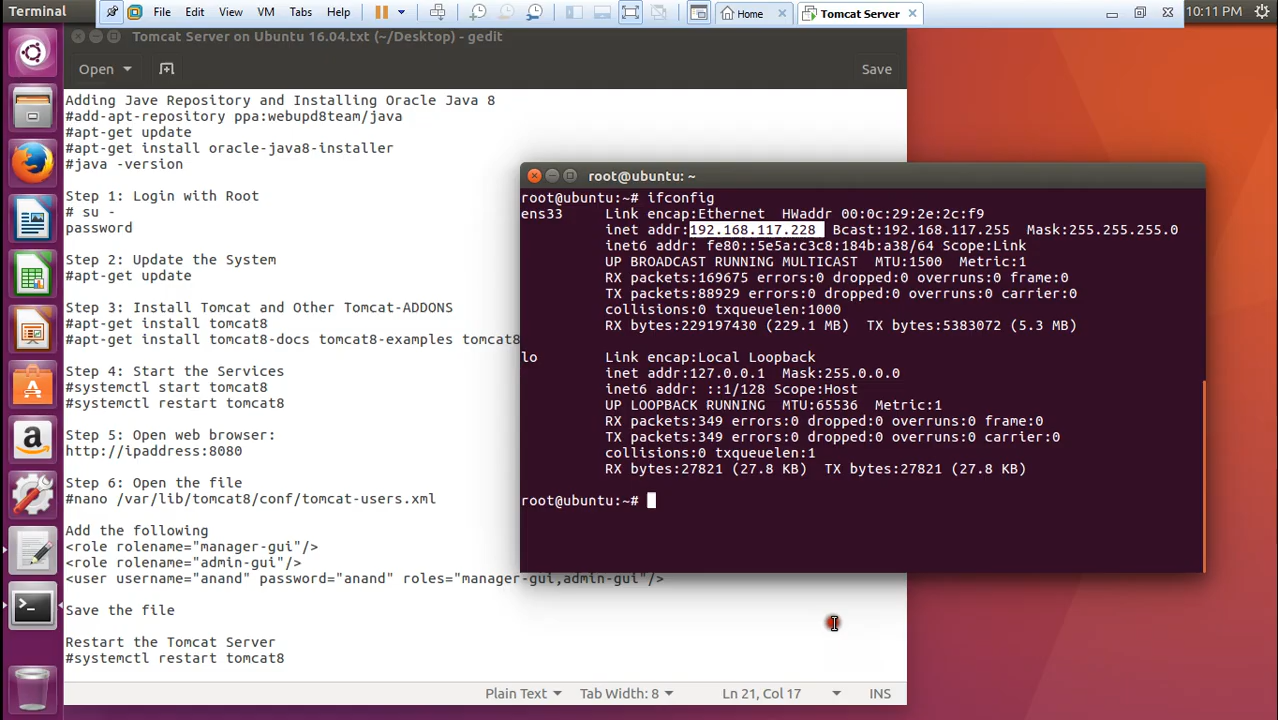 Terminal
File Edit View VM Tabs Help
Home
Tomcat Server
10:11 PM
Tomcat Server on Ubuntu 16.04.txt (~/Desktop) - gedit
Open
Save
Adding Jave Repository and Installing Oracle Java 8
#add-apt-repository ppa:webupd8team/java
#apt-get update
#apt-get install oracle-java8-installer
#java -version
Step 1: Login with Root
# su -
password
Step 2: Update the System
#apt-get update
Step 3: Install Tomcat and Other Tomcat-ADDONS
#apt-get install tomcat8
#apt-get install tomcat8-docs tomcat8-examples tomcat8
Step 4: Start the Services
#systemctl start tomcat8
#systemctl restart tomcat8
Step 5: Open web browser:
http://ipaddress:8080
Step 6: Open the file
#nano /var/lib/tomcat8/conf/tomcat-users.xml
Add the following
<role rolename="manager-gui"/>
<role rolename="admin-gui"/>
<user username="anand" password="anand" roles="manager-gui,admin-gui"/>
Save the file
Restart the Tomcat Server
#systemctl restart tomcat8
Plain Text
Tab Width: 8
Ln 21, Col 17
INS
root@ubuntu: ~
root@ubuntu:~# ifconfig
ens33 Link encap:Ethernet HWaddr 00:0c:29:2e:2c:f9
inet addr:192.168.117.228 Bcast:192.168.117.255 Mask:255.255.255.0
inet6 addr: fe80::5e5a:c3c8:184b:a38/64 Scope:Link
UP BROADCAST RUNNING MULTICAST MTU:1500 Metric:1
RX packets:169675 errors:0 dropped:0 overruns:0 frame:0
TX packets:88929 errors:0 dropped:0 overruns:0 carrier:0
collisions:0 txqueuelen:1000
RX bytes:229197430 (229.1 MB) TX bytes:5383072 (5.3 MB)
lo Link encap:Local Loopback
inet addr:127.0.0.1 Mask:255.0.0.0
inet6 addr: ::1/128 Scope:Host
UP LOOPBACK RUNNING MTU:65536 Metric:1
RX packets:349 errors:0 dropped:0 overruns:0 frame:0
TX packets:349 errors:0 dropped:0 overruns:0 carrier:0
collisions:0 txqueuelen:1
RX bytes:27821 (27.8 KB) TX bytes:27821 (27.8 KB)
root@ubuntu:~#